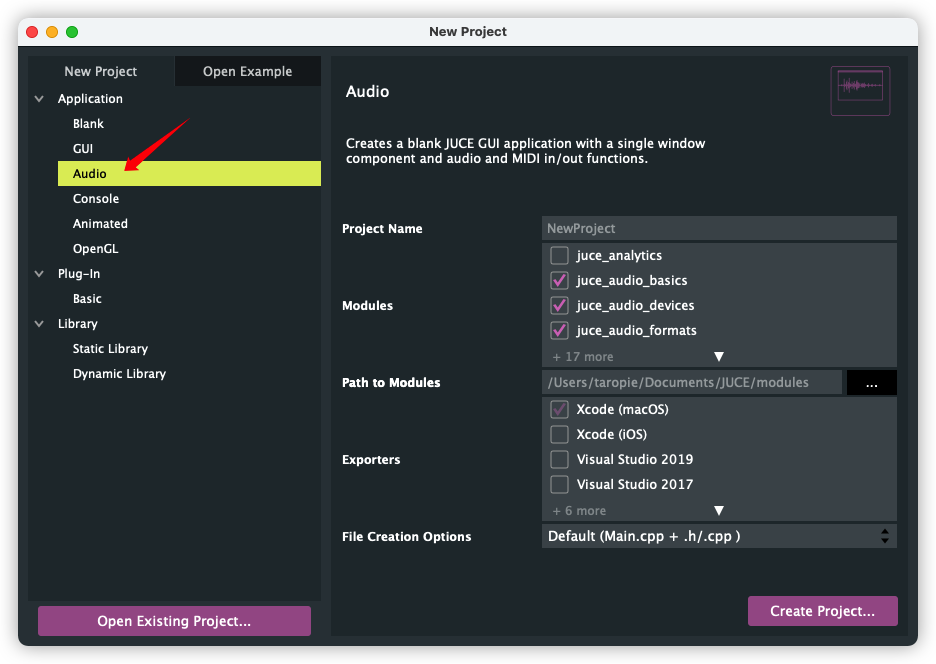 New Project
New Project
Open Example
Application
Blank
GUI
Audio
Console
Animated
OpenGL
Plug-In
Basic
Library
Static Library
Dynamic Library
Open Existing Project...
Audio
Creates a blank JUCE GUI application with a single window
component and audio and MIDI in/out functions.
Project Name
NewProject
Modules
juce_analytics
juce_audio_basics
juce_audio_devices
juce_audio_formats
+ 17 more
Path to Modules
/Users/taropie/Documents/JUCE/modules
...
Exporters
Xcode (macOS)
Xcode (iOS)
Visual Studio 2019
Visual Studio 2017
+ 6 more
File Creation Options
Default (Main.cpp + .h/.cpp )
Create Project...